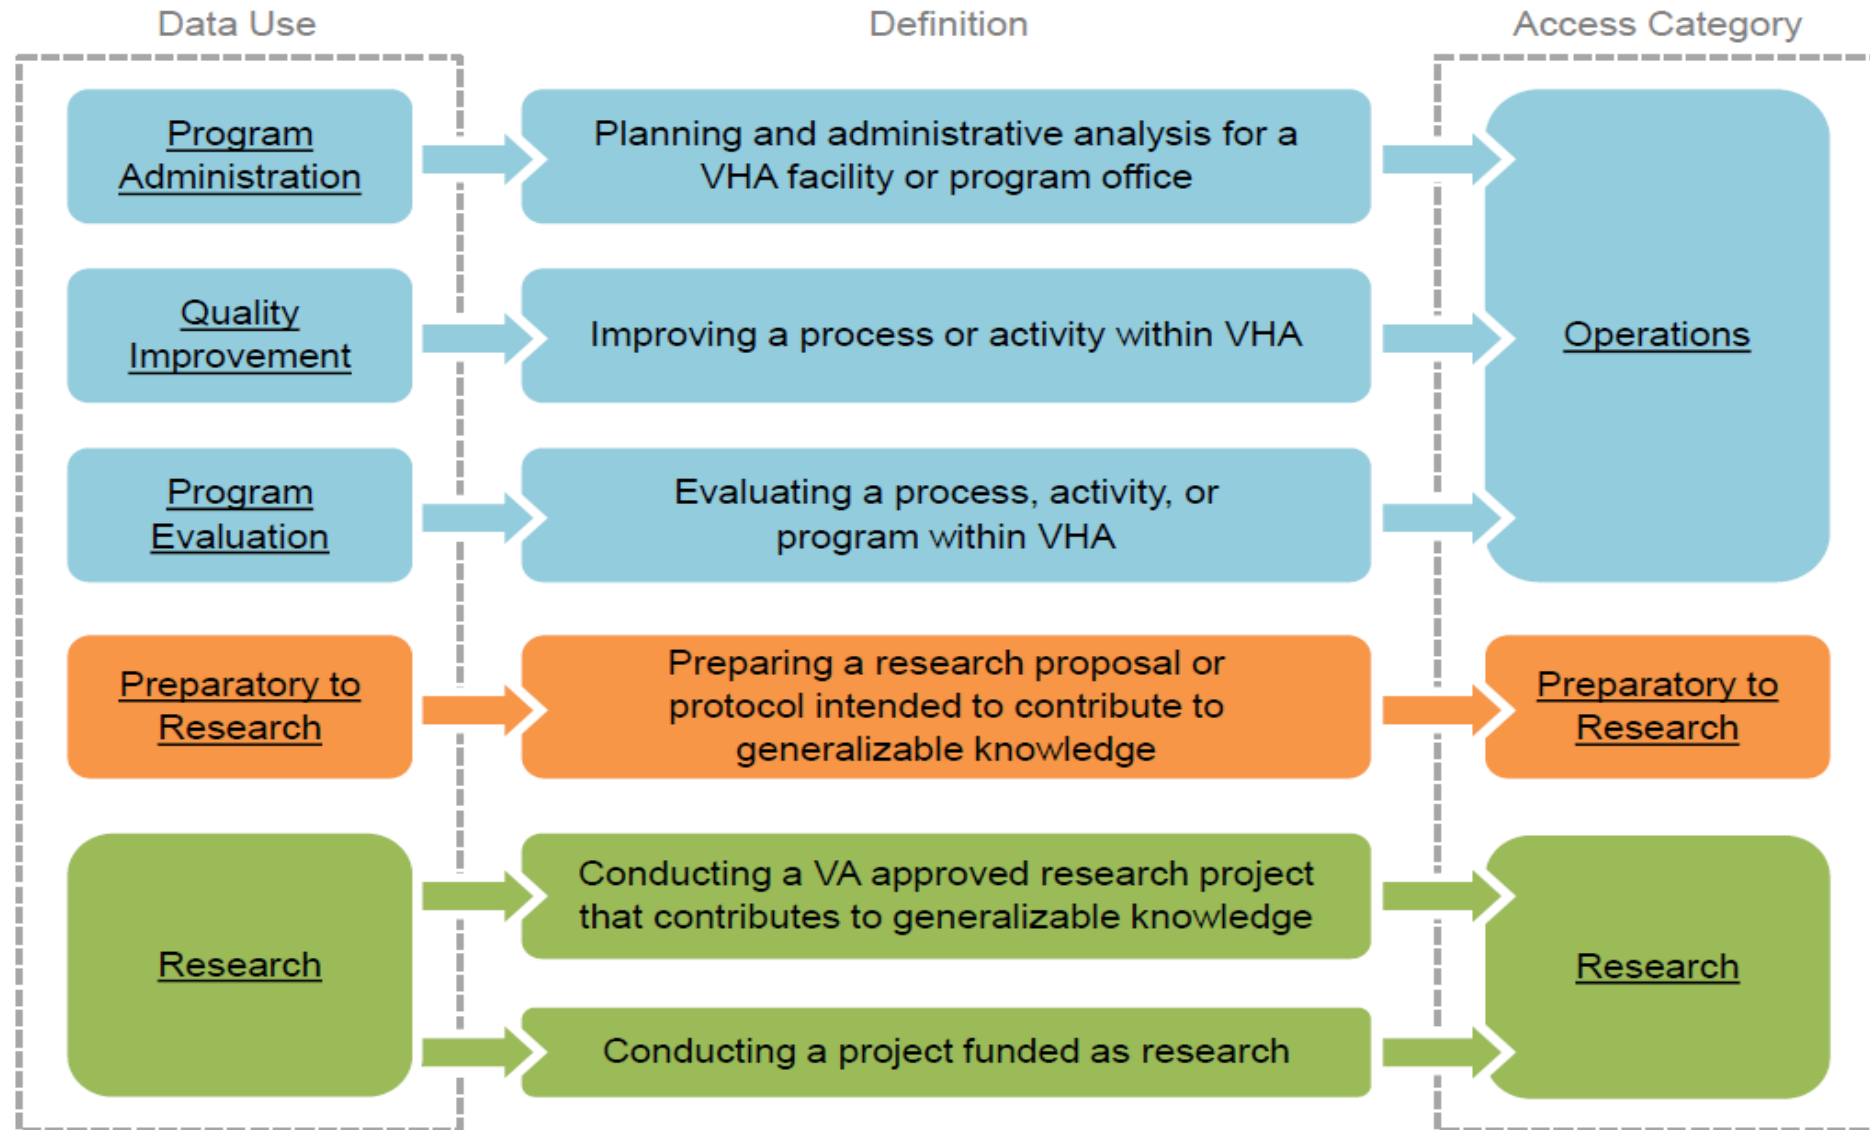 Data Use
Definition
Access Category
Program
Administration
Planning and administrative analysis for a
VHA facility or program office
Quality
Improvement
Improving a process or activity within VHA
Operations
Program
Evaluation
Evaluating a process, activity, or
program within VHA
Preparatory to
Research
Preparing a research proposal or
protocol intended to contribute to
generalizable knowledge
Preparatory to
Research
Research
Conducting a VA approved research project
that contributes to generalizable knowledge
Conducting a project funded as research
Research